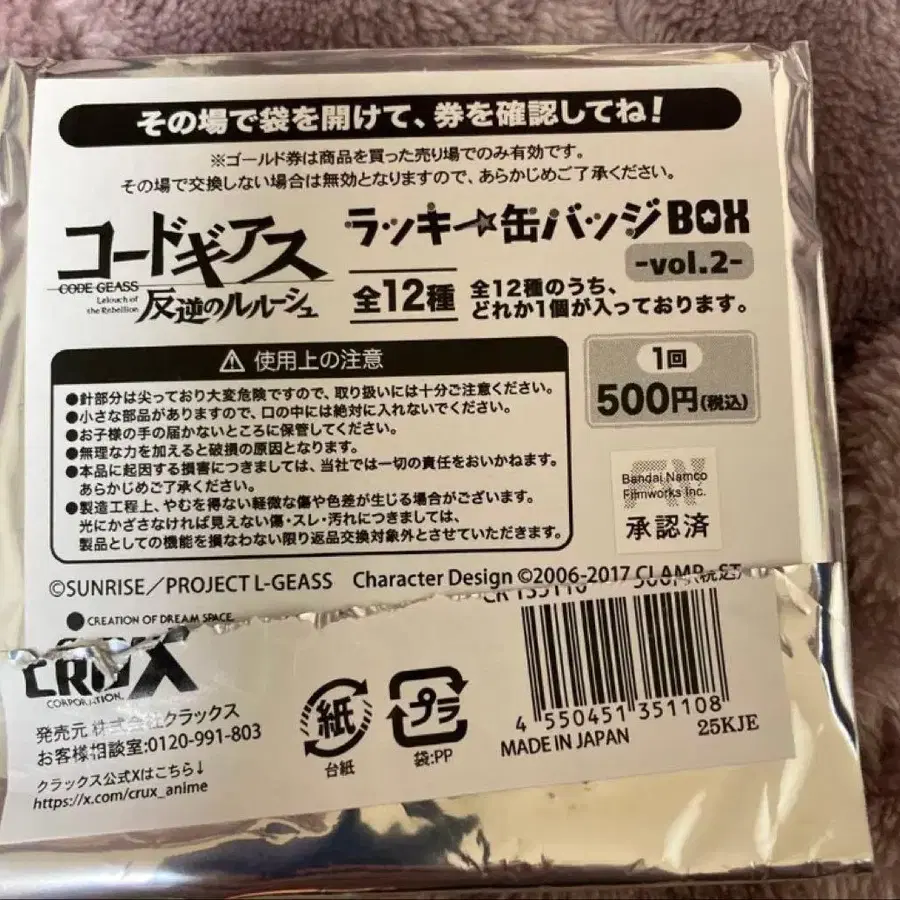 その場で袋を開けて、券を確認してね!
※ゴールド券は商品を買った売り場でのみ有効です。
その場で交換しない場合は無効となりますので、あらかじめご了承ください。
コードギアス
CODE GEASS
Lelouch of
the Rebellion
反逆のルルーシュ
ラッキー★缶バッジBOX
-vol.2-
全12種
全12種のうち、
どれか1個が入っております。
⚠使用上の注意
●針部分は尖っており大変危険ですので、取り扱いには十分ご注意ください。
●小さな部品がありますので、口の中には絶対に入れないでください。
●お子様の手の届かないところに保管してください。
●無理な力を加えると破損の原因となります。
●本品に起因する損害につきましては、当社では一切の責任をおいかねます。
あらかじめご了承ください。
●製造工程上、やむを得ない軽微な傷や色差が生じる場合がございます。
光にかざさなければ見えない傷・スレ・汚れにつきましては、
製品としての機能を損なわない限り返品交換対象外とさせていただきます。
1回
500円(税込)
Bandai Namco
Filmworks Inc.
承認済
©SUNRISE/PROJECT L-GEASS Character Design ©2006-2017 CLAMP・ST
CREATION OF DREAM SPACE
CRUX
CORPORATION.
発売元 株式会社クラックス
お客様相談室:0120-991-803
クラックス公式Xはこちら↓
https://x.com/crux_anime
紙
台紙
プラ
袋:PP
4 550451 351108
MADE IN JAPAN
25KJE